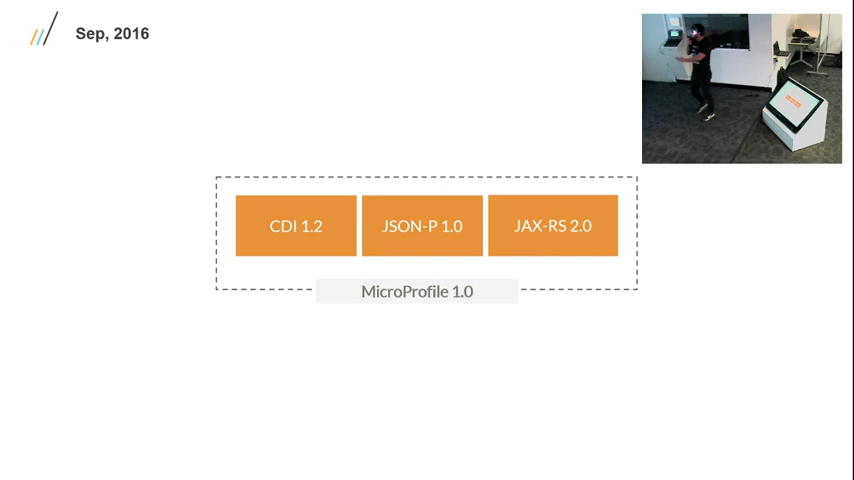 Sep, 2016
CDI 1.2
JSON-P 1.0
JAX-RS 2.0
MicroProfile 1.0